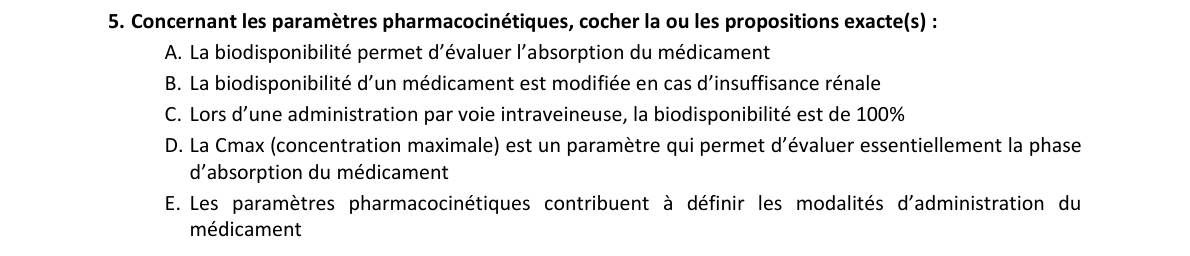 5. Concernant les paramètres pharmacocinétiques, cocher la ou les propositions exacte(s) :
A. La biodisponibilité permet d’évaluer l’absorption du médicament
B. La biodisponibilité d’un médicament est modifiée en cas d’insuffisance rénale
C. Lors d’une administration par voie intraveineuse, la biodisponibilité est de 100%
D. La Cmax (concentration maximale) est un paramètre qui permet d’évaluer essentiellement la phase
d’absorption du médicament
E. Les paramètres pharmacocinétiques contribuent à définir les modalités d’administration du
médicament